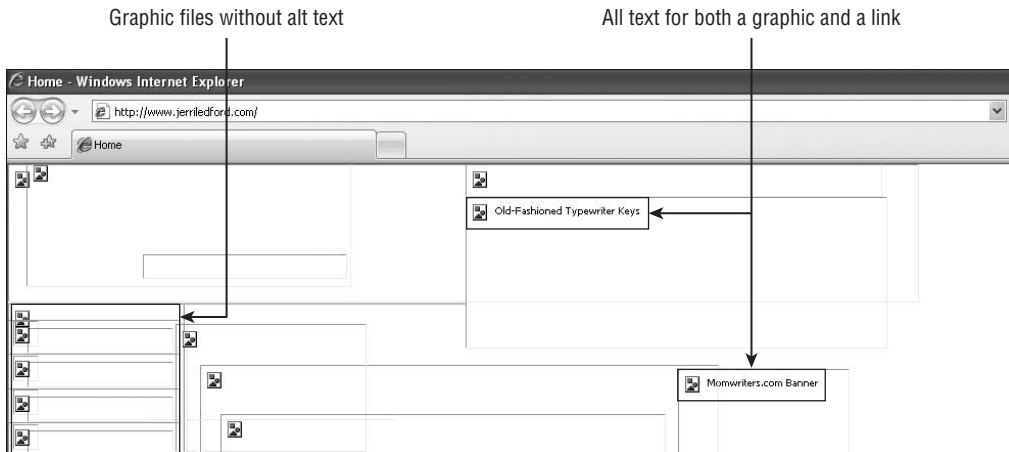 Graphic files without alt text
All text for both a graphic and a link
Home - Windows Internet Explorer
http://www.jerriledford.com/
Home
Old-Fashioned Typewriter Keys
Momwriters.com Banner